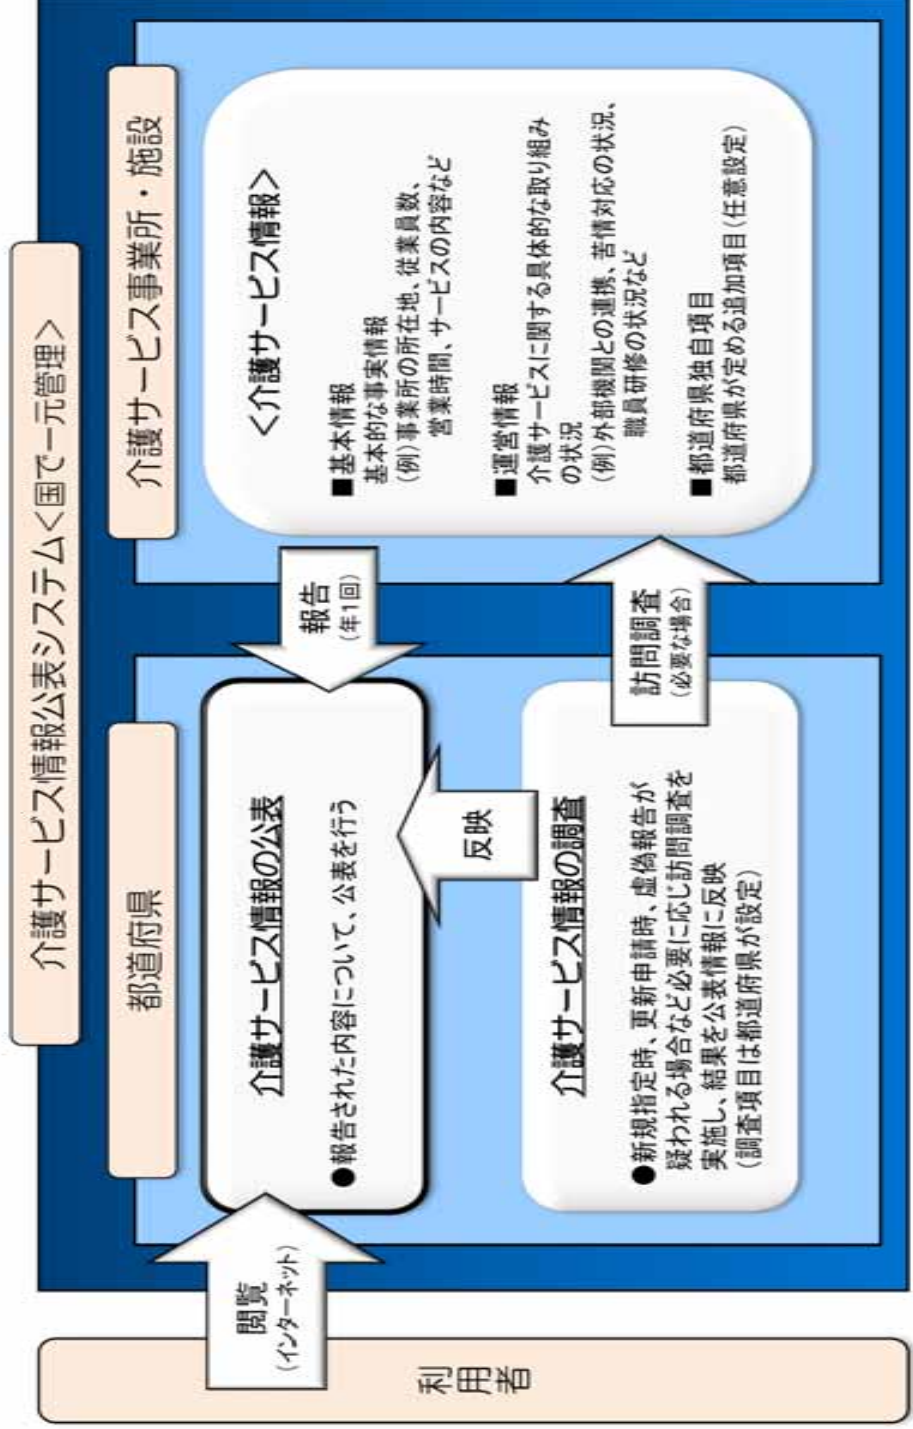 介護サービス情報公表システム<国で一元管理>
利用者
閲覧
(インターネット)
都道府県
介護サービス情報の公表
●報告された内容について、公表を行う
反映
介護サービス情報の調査
●新規指定時、更新申請時、虚偽報告が
疑われる場合など必要に応じ訪問調査を
実施し、結果を公表情報に反映
(調査項目は都道府県が設定)
報告
(年1回)
訪問調査
(必要な場合)
介護サービス事業所・施設
<介護サービス情報>
■基本情報
基本的な事実情報
(例)事業所の所在地、従業員数、
営業時間、サービスの内容など
■運営情報
介護サービスに関する具体的な取り組み
の状況
(例)外部機関との連携、苦情対応の状況、
職員研修の状況など
■都道府県独自項目
都道府県が定める追加項目(任意設定)